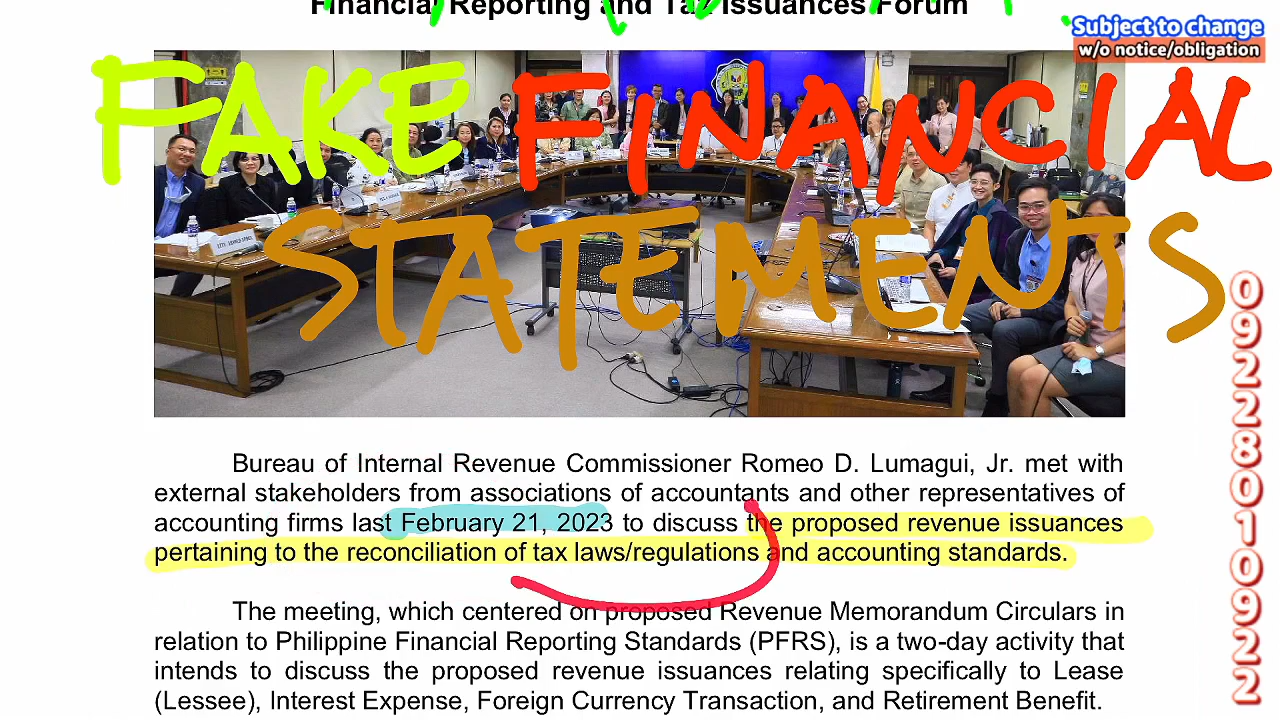 Financial Reporting and Tax Issuances Forum
Subject to change
w/o notice/obligation
FAKE FINANCIAL
STATEMENTS
Bureau of Internal Revenue Commissioner Romeo D. Lumagui, Jr. met with
external stakeholders from associations of accountants and other representatives of
accounting firms last February 21, 2023 to discuss the proposed revenue issuances
pertaining to the reconciliation of tax laws/regulations and accounting standards.
The meeting, which centered on proposed Revenue Memorandum Circulars in
relation to Philippine Financial Reporting Standards (PFRS), is a two-day activity that
intends to discuss the proposed revenue issuances relating specifically to Lease
(Lessee), Interest Expense, Foreign Currency Transaction, and Retirement Benefit.
09228010922